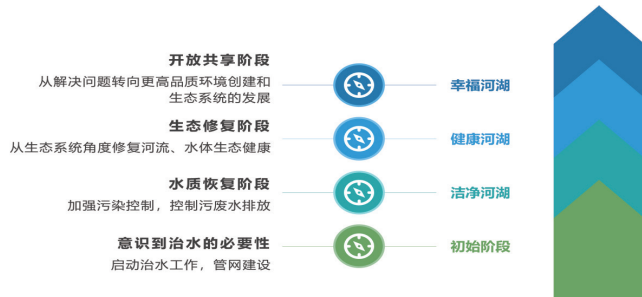 开放共享阶段
从解决问题转向更高品质环境创建和
生态系统的发展
幸福河湖
生态修复阶段
从生态系统角度修复河流、水体生态健康
健康河湖
水质恢复阶段
加强污染控制，控制污废水排放
洁净河湖
意识到治水的必要性
启动治水工作，管网建设
初始阶段